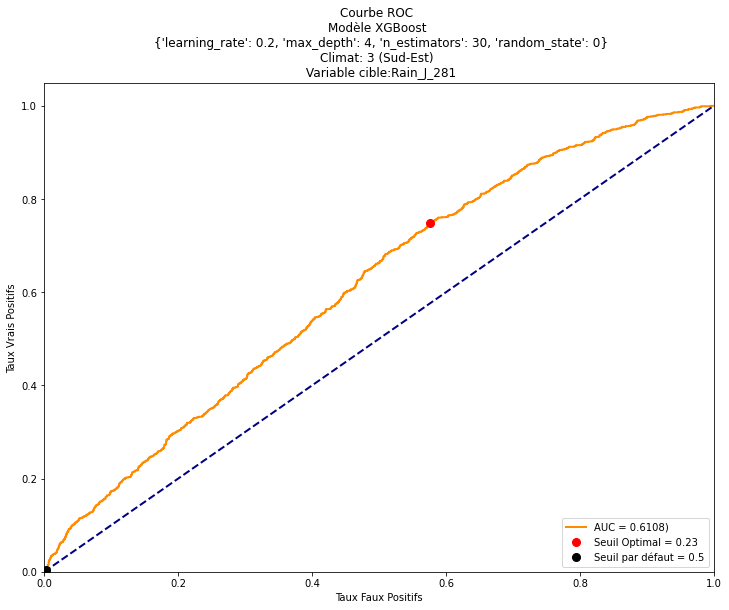 Courbe ROC
Modèle XGBoost
{'learning_rate': 0.2, 'max_depth': 4, 'n_estimators': 30, 'random_state': 0}
Climat: 3 (Sud-Est)
Variable cible:Rain_J_281
1.0
0.8
0.6
0.4
0.2
0.0
Taux Vrais Positifs
AUC = 0.6108)
Seuil Optimal = 0.23
Seuil par défaut = 0.5
0.0 0.2 0.4 0.6 0.8 1.0
Taux Faux Positifs